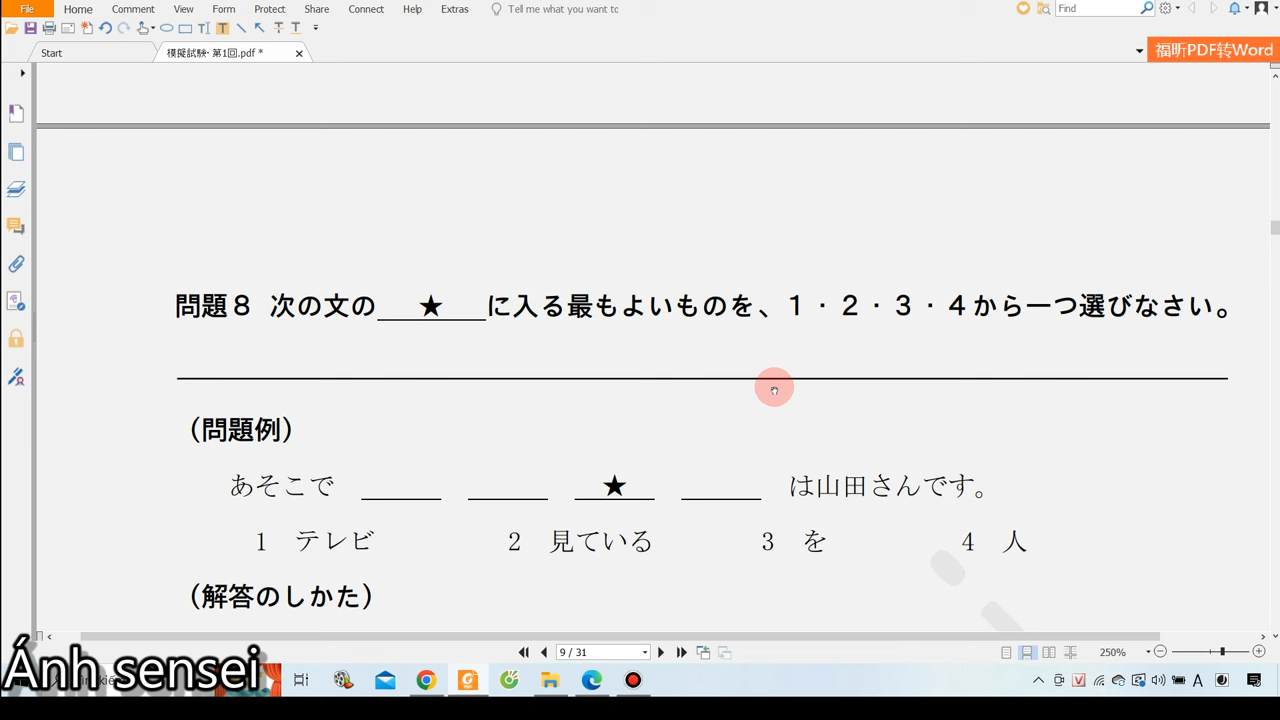 File Home Comment View Form Protect Share Connect Help Extras Tell me what you want to Find
Start 模擬試験- 第1回.pdf * 福昕PDF转Word
問題８ 次の文の ★ に入る最もよいものを、１・２・３・４から一つ選びなさい。
（問題例）
あそこで ★ は山田さんです。
1 テレビ 2 見ている 3 を 4 人
（解答のしかた）
9 / 31 250%
Ánh sensei